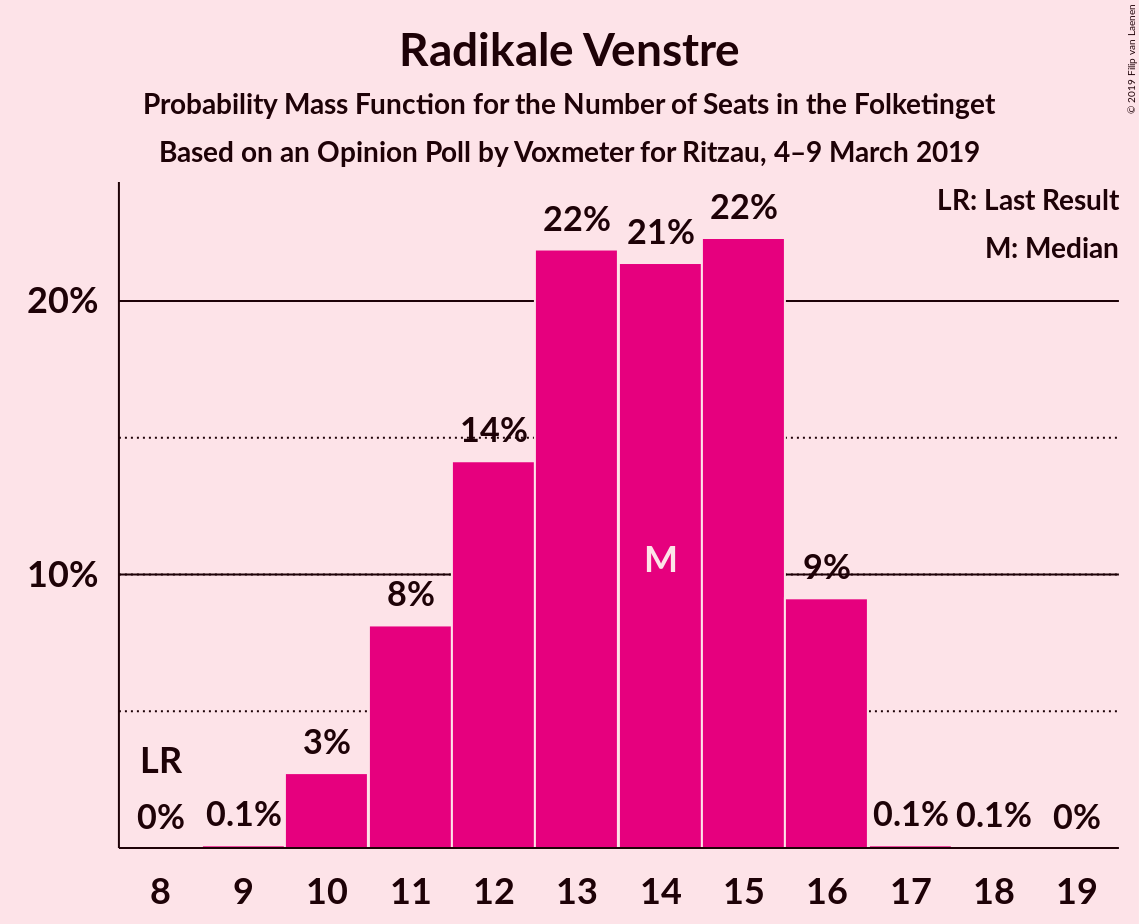 Radikale Venstre
Probability Mass Function for the Number of Seats in the Folketinget
Based on an Opinion Poll by Voxmeter for Ritzau, 4–9 March 2019
© 2019 Filip van Laenen
LR: Last Result
M: Median
20%
10%
LR
0%
0.1%
3%
8%
14%
22%
21%
22%
9%
0.1%
0.1%
0%
M
8 9 10 11 12 13 14 15 16 17 18 19